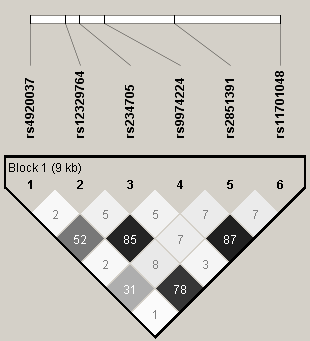 rs4920037
rs12329764
rs234705
rs9974224
rs2851391
rs11701048
Block 1 (9 kb)
1 2 3 4 5 6
2 5 5 7 7
52 85 7 87
2 8 3
31 78
1